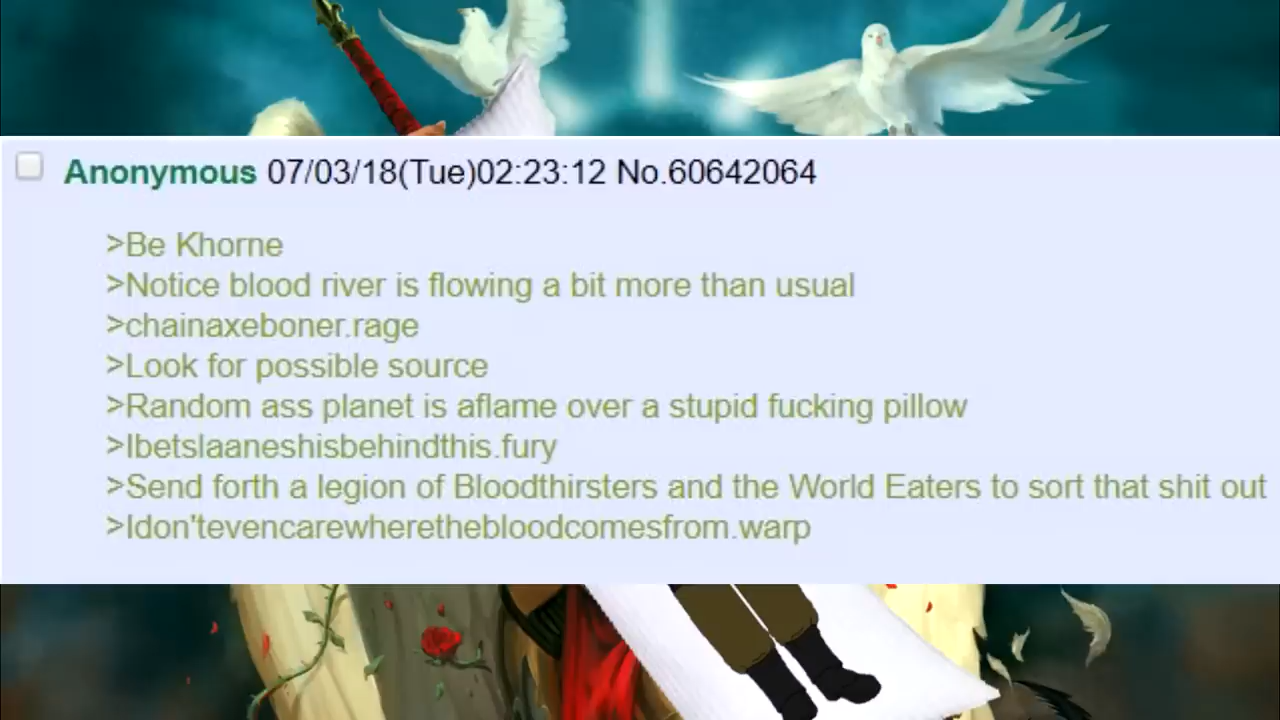 Anonymous 07/03/18(Tue)02:23:12 No.60642064
>Be Khorne
>Notice blood river is flowing a bit more than usual
>chainaxeboner.rage
>Look for possible source
>Random ass planet is aflame over a stupid fucking pillow
>Ibetslaaneshisbehindthis.fury
>Send forth a legion of Bloodthirsters and the World Eaters to sort that shit out
>Idon'tevencarewherethebloodcomesfrom.warp